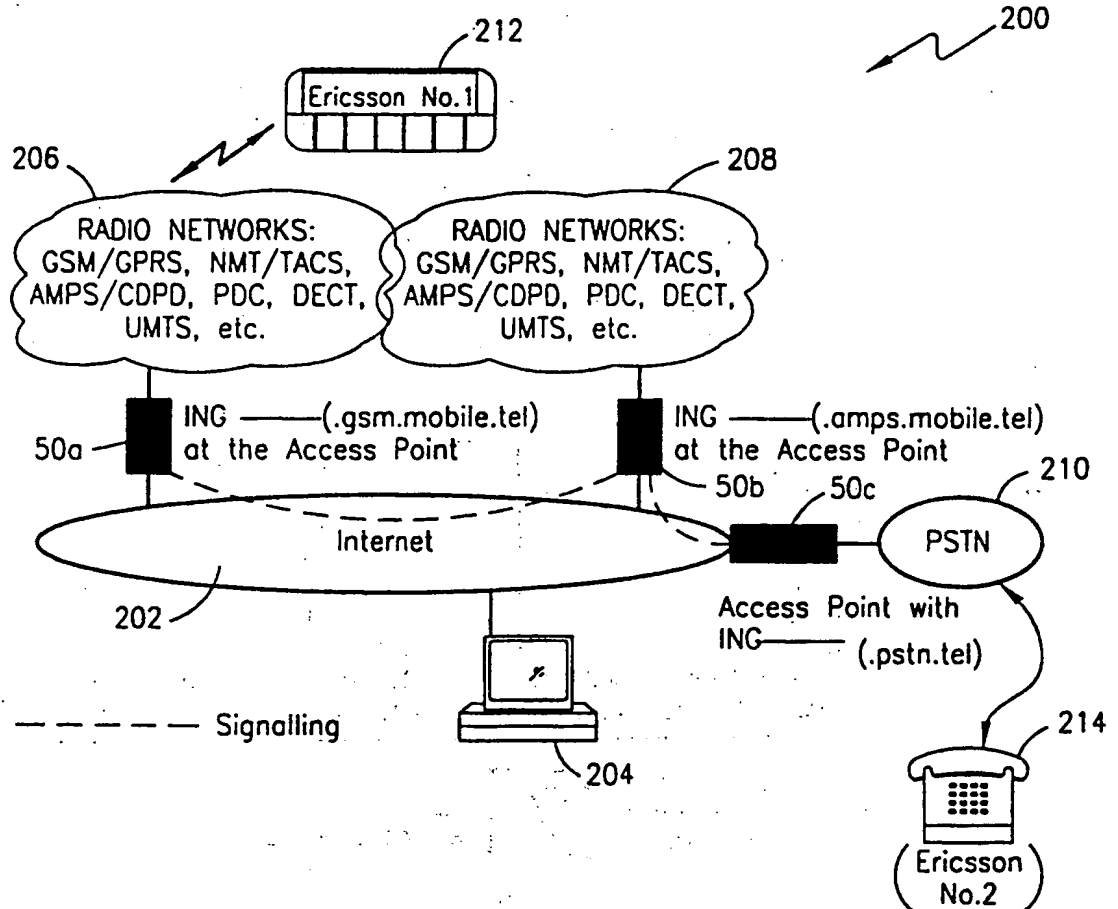 212
200
Ericsson No.1
206
208
RADIO NETWORKS:
GSM/GPRS, NMT/TACS,
AMPS/CDPD, PDC, DECT,
UMTS, etc.
RADIO NETWORKS:
GSM/GPRS, NMT/TACS,
AMPS/CDPD, PDC, DECT,
UMTS, etc.
50a
ING (.gsm.mobile.tel)
at the Access Point
ING (.amps.mobile.tel)
at the Access Point
50b
50c
210
Internet
PSTN
202
Access Point with
ING (.pstn.tel)
Signalling
204
214
(Ericsson
No.2)